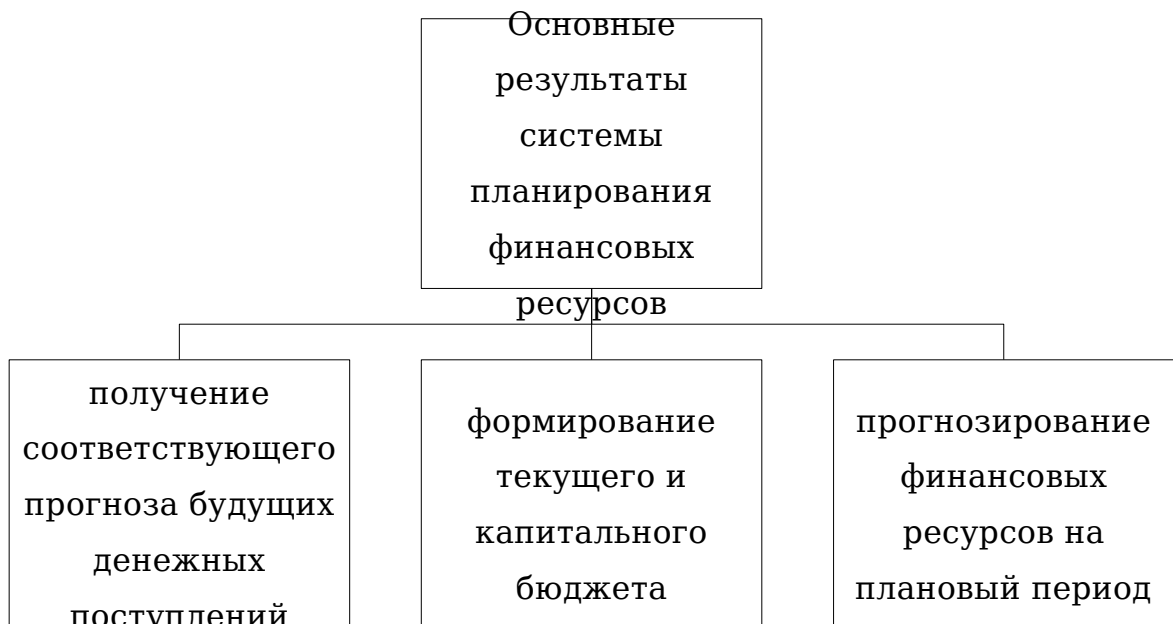 Основные
результаты
системы
планирования
финансовых
ресурсов
получение
соответствующего
прогноза будущих
денежных
поступлений
формирование
текущего и
капитального
бюджета
прогнозирование
финансовых
ресурсов на
плановый период